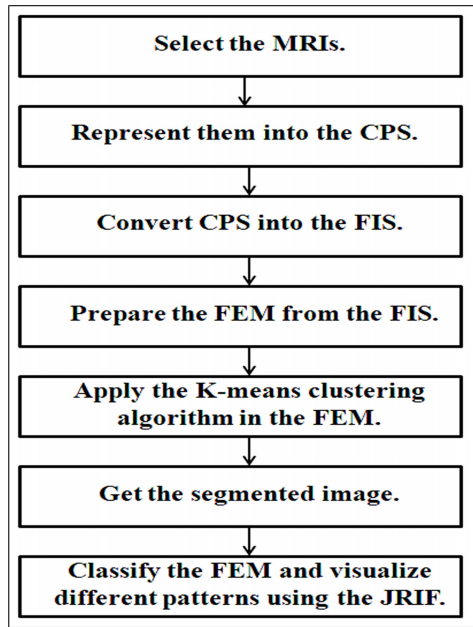 Select the MRIs.
Represent them into the CPS.
Convert CPS into the FIS.
Prepare the FEM from the FIS.
Apply the K-means clustering
algorithm in the FEM.
Get the segmented image.
Classify the FEM and visualize
different patterns using the JRIF.